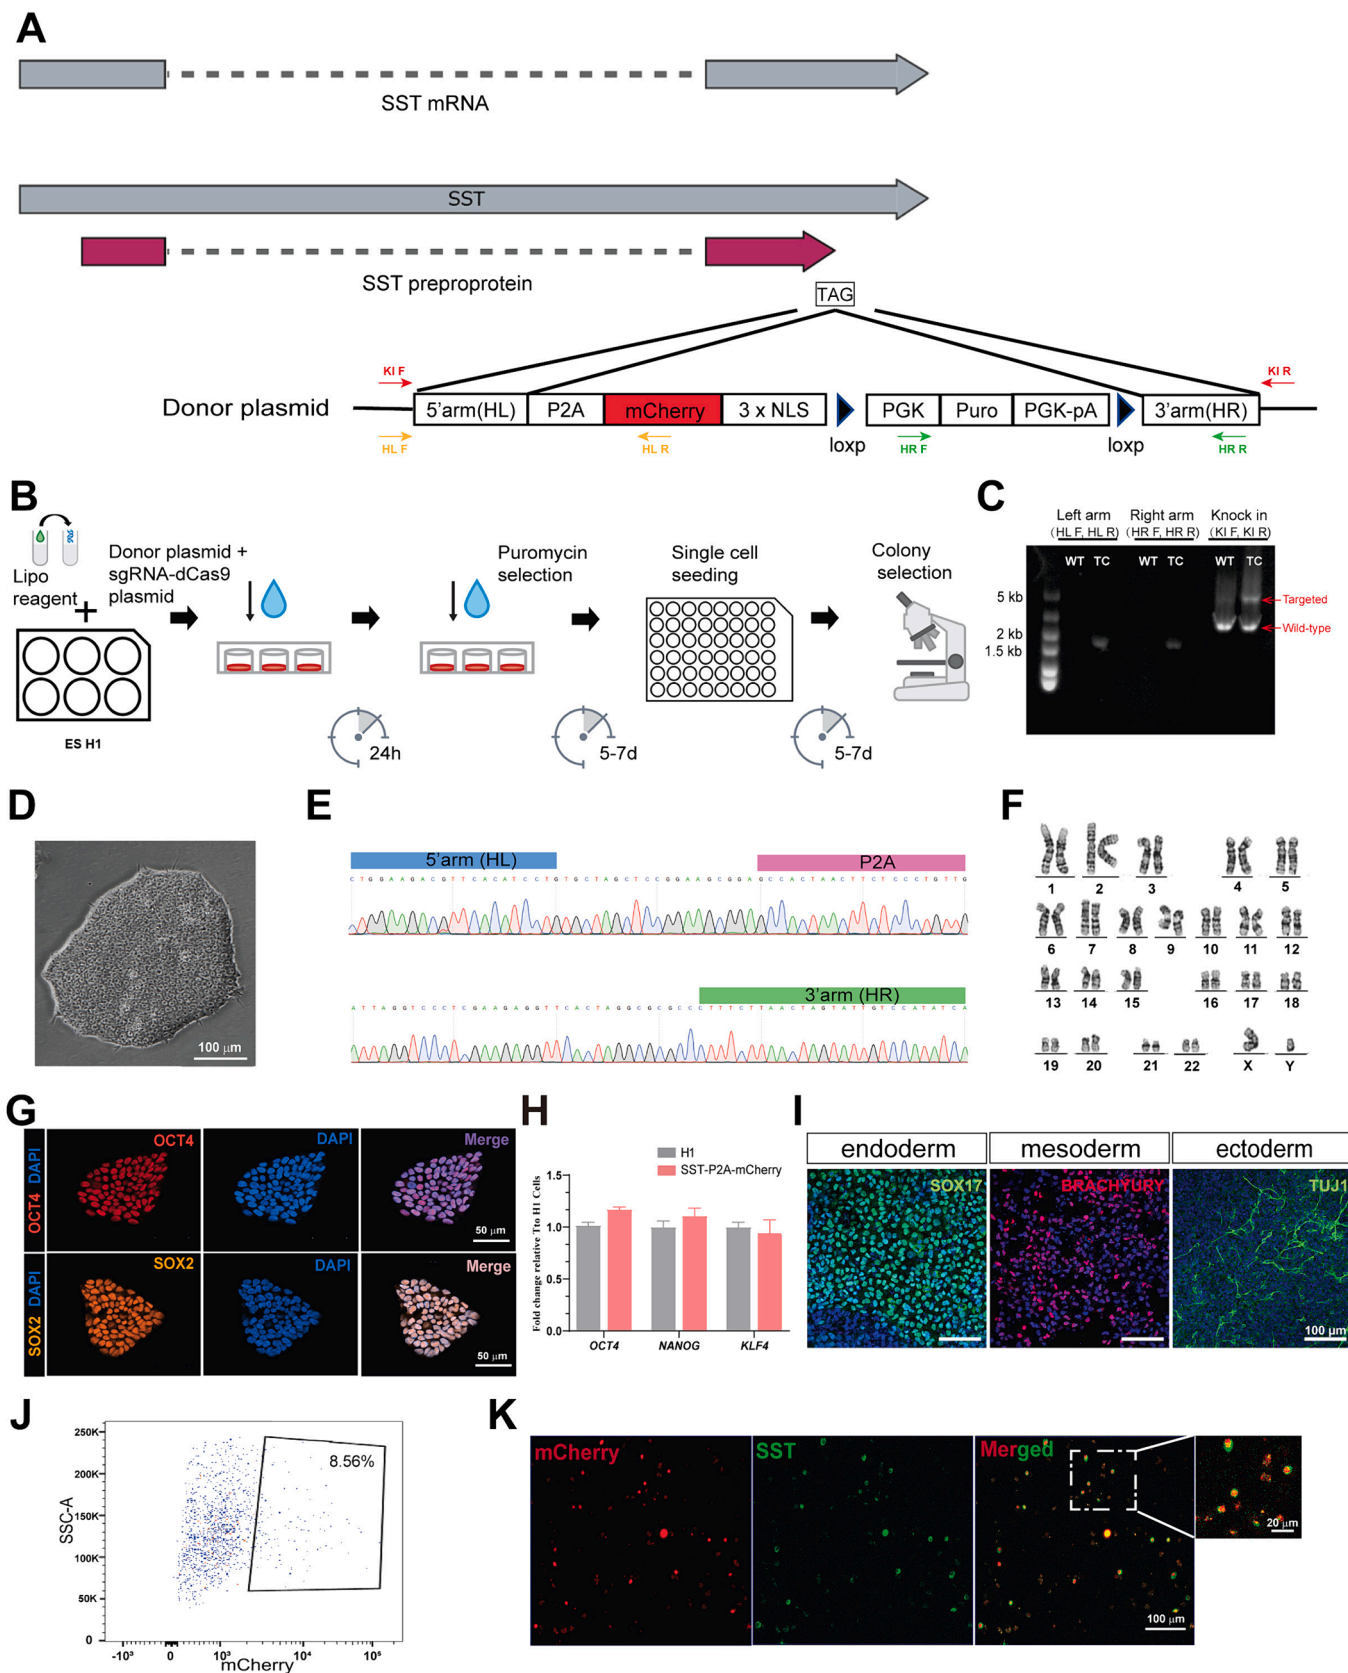 A
SST mRNA
SST
SST preproprotein
TAG
KI F
KI R
Donor plasmid
5'arm(HL)
P2A
mCherry
3 x NLS
PGK
Puro
PGK-pA
3'arm(HR)
loxp
loxp
HL F
HL R
HR F
HR R
B
Lipo
reagent
+
Donor plasmid +
sgRNA-dCas9
plasmid
Puromycin
selection
Single cell
seeding
Colony
selection
ES H1
24h
5-7d
5-7d
C
Left arm
(HL F, HL R)
Right arm
(HR F, HR R)
Knock in
(KI F, KI R)
WT TC WT TC WT TC
5 kb
2 kb
1.5 kb
Targeted
Wild-type
D
100 μm
E
5'arm (HL)
P2A
CTGGAAGACGTTCACATCCTGTGCTAGCTCCGGAAGCGGAGCCACTAACTTCTCCCTGTTG
3'arm (HR)
ATTAGGTCCCTCGAAGAGGTTCACTAGGCGCGCCCTTTCTTAACTAGTATTGTCCATATCA
F
1 2 3 4 5
6 7 8 9 10 11 12
13 14 15 16 17 18
19 20 21 22 X Y
G
OCT4 DAPI
OCT4
DAPI
Merge
50 μm
SOX2 DAPI
SOX2
DAPI
Merge
50 μm
H
H1
SST-P2A-mCherry
Fold change relative Tto H1 Cells
1.5
1.0
0.5
0.0
OCT4
NANOG
KLF4
I
endoderm
mesoderm
ectoderm
SOX17
BRACHYURY
TUJ1
100 μm
J
250K
200K
150K
100K
50K
0
SSC-A
8.56%
-10³ 0 10³ 10⁴ 10⁵
mCherry
K
mCherry
SST
Merged
20 μm
100 μm